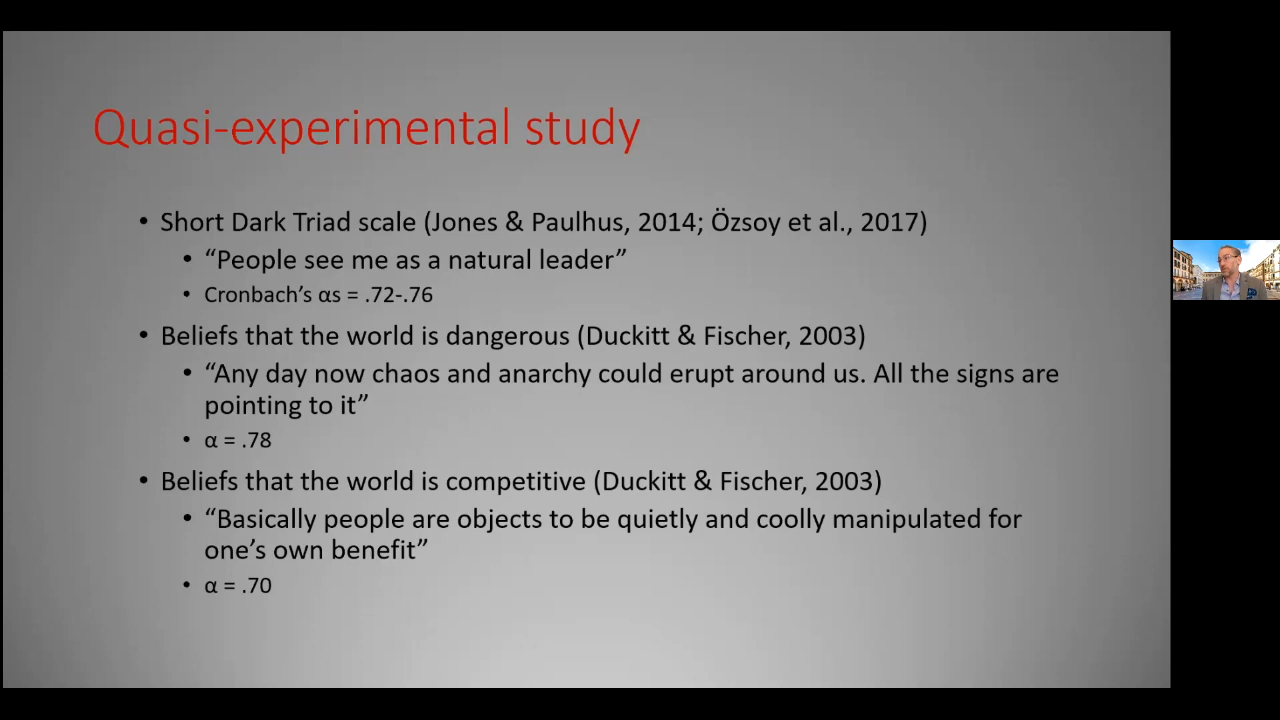 Quasi-experimental study
• Short Dark Triad scale (Jones & Paulhus, 2014; Özsoy et al., 2017)
• “People see me as a natural leader”
• Cronbach’s αs = .72-.76
• Beliefs that the world is dangerous (Duckitt & Fischer, 2003)
• “Any day now chaos and anarchy could erupt around us. All the signs are
pointing to it”
• α = .78
• Beliefs that the world is competitive (Duckitt & Fischer, 2003)
• “Basically people are objects to be quietly and coolly manipulated for
one’s own benefit”
• α = .70